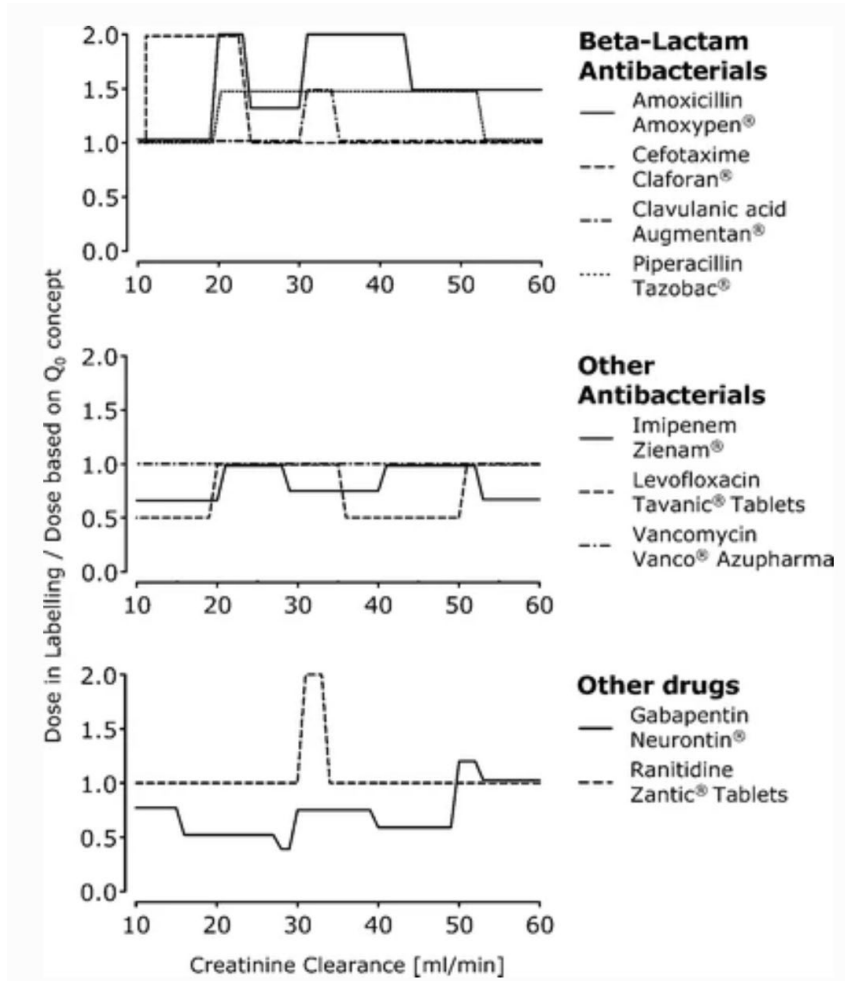 Dose in Labelling / Dose based on Q₀ concept
2.0
1.5
1.0
0.5
0.0
10 20 30 40 50 60
Beta-Lactam
Antibacterials
Amoxicillin
Amoxypen®
Cefotaxime
Claforan®
Clavulanic acid
Augmentan®
Piperacillin
Tazobac®
2.0
1.5
1.0
0.5
0.0
10 20 30 40 50 60
Other
Antibacterials
Imipenem
Zienam®
Levofloxacin
Tavanic® Tablets
Vancomycin
Vanco® Azupharma
2.0
1.5
1.0
0.5
0.0
10 20 30 40 50 60
Other drugs
Gabapentin
Neurontin®
Ranitidine
Zantic® Tablets
Creatinine Clearance [ml/min]